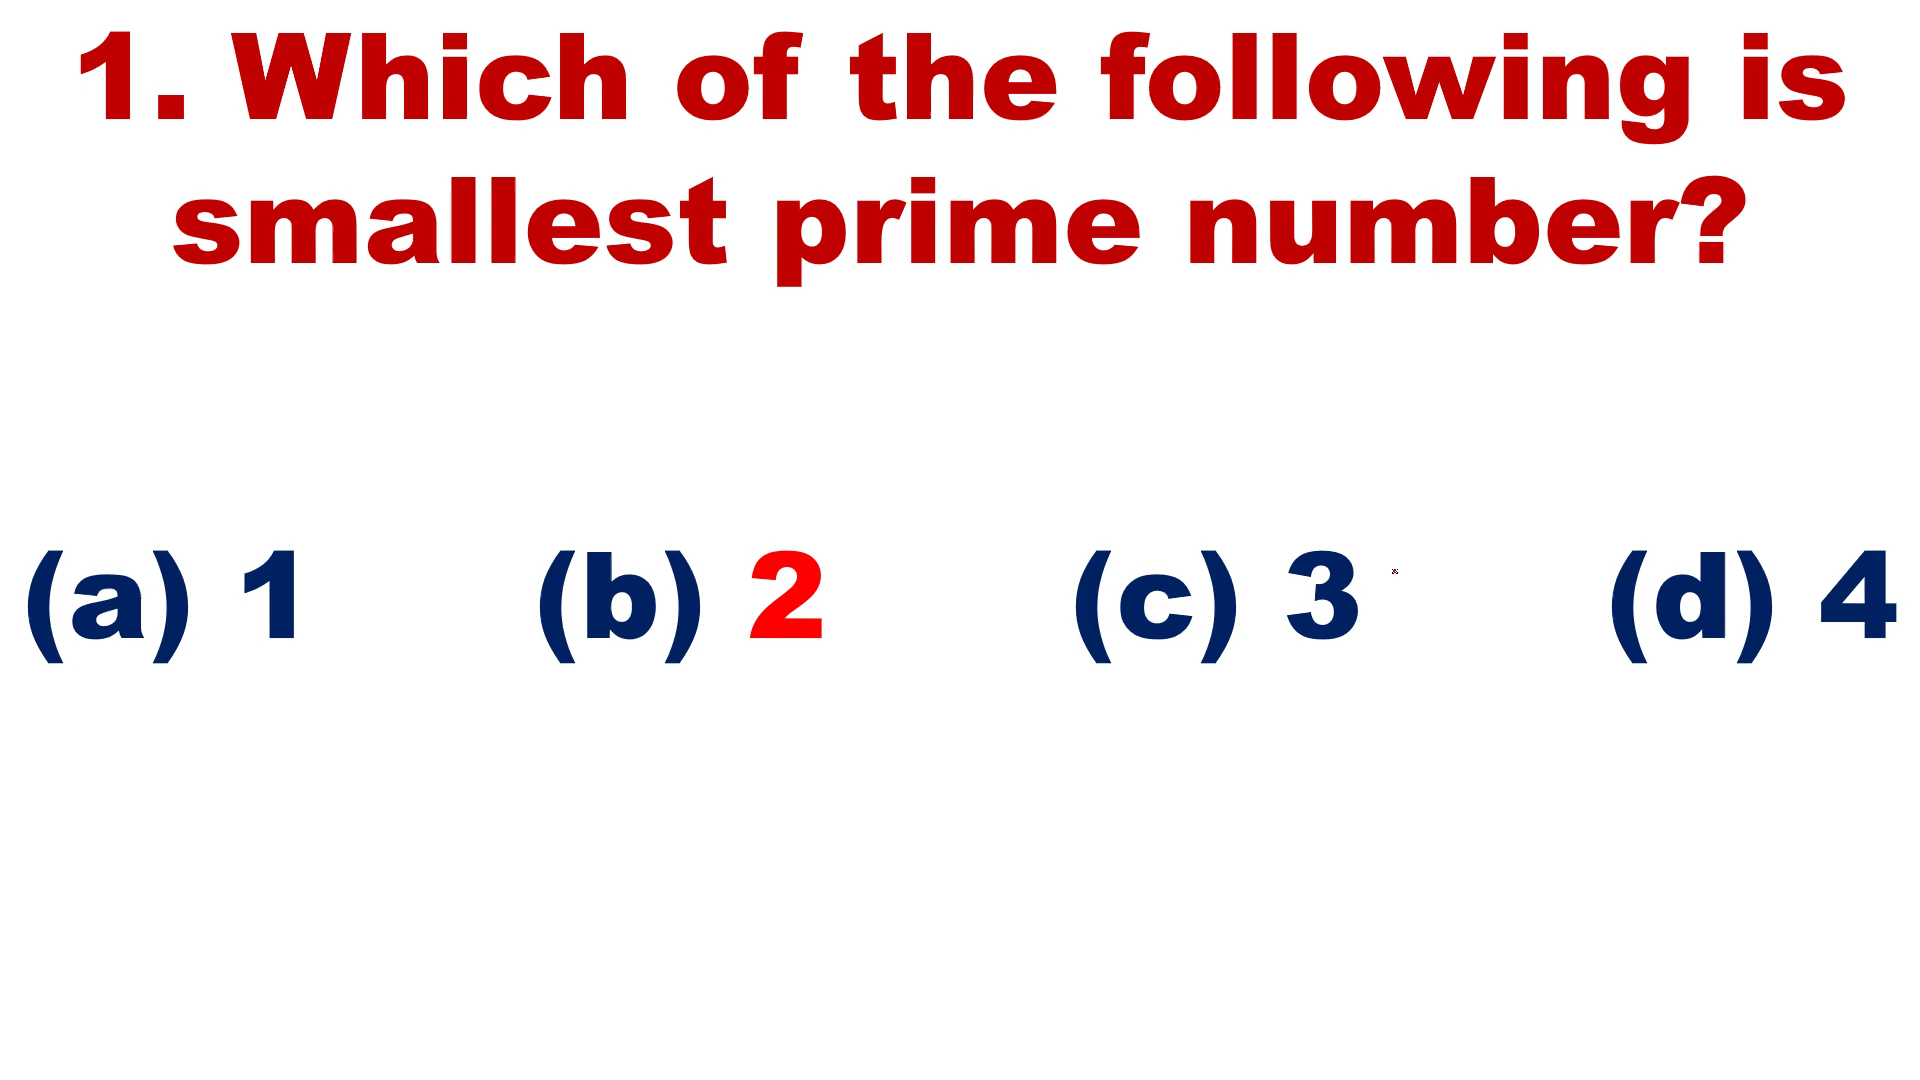 1. Which of the following is
smallest prime number?
(a) 1 (b) 2 (c) 3 (d) 4